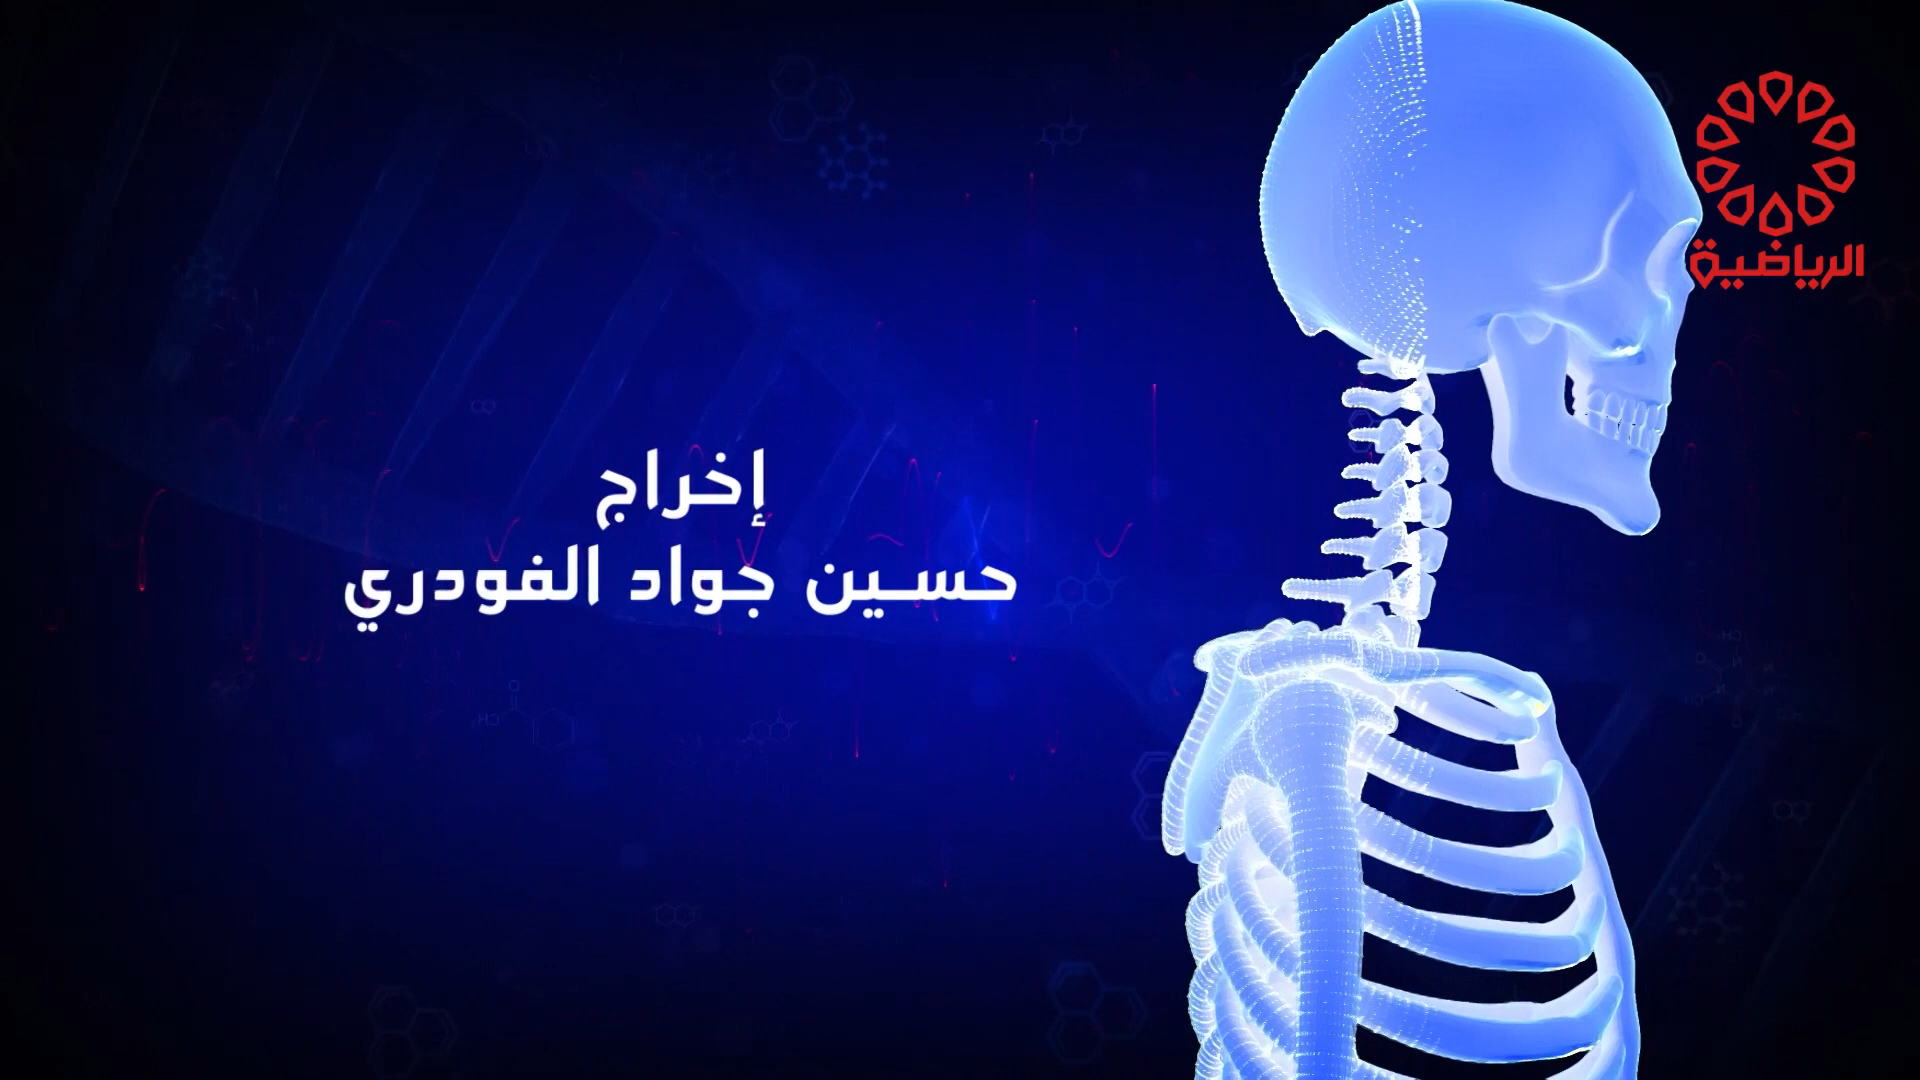 الرياضية
إخراج
حسين جواد الفودري